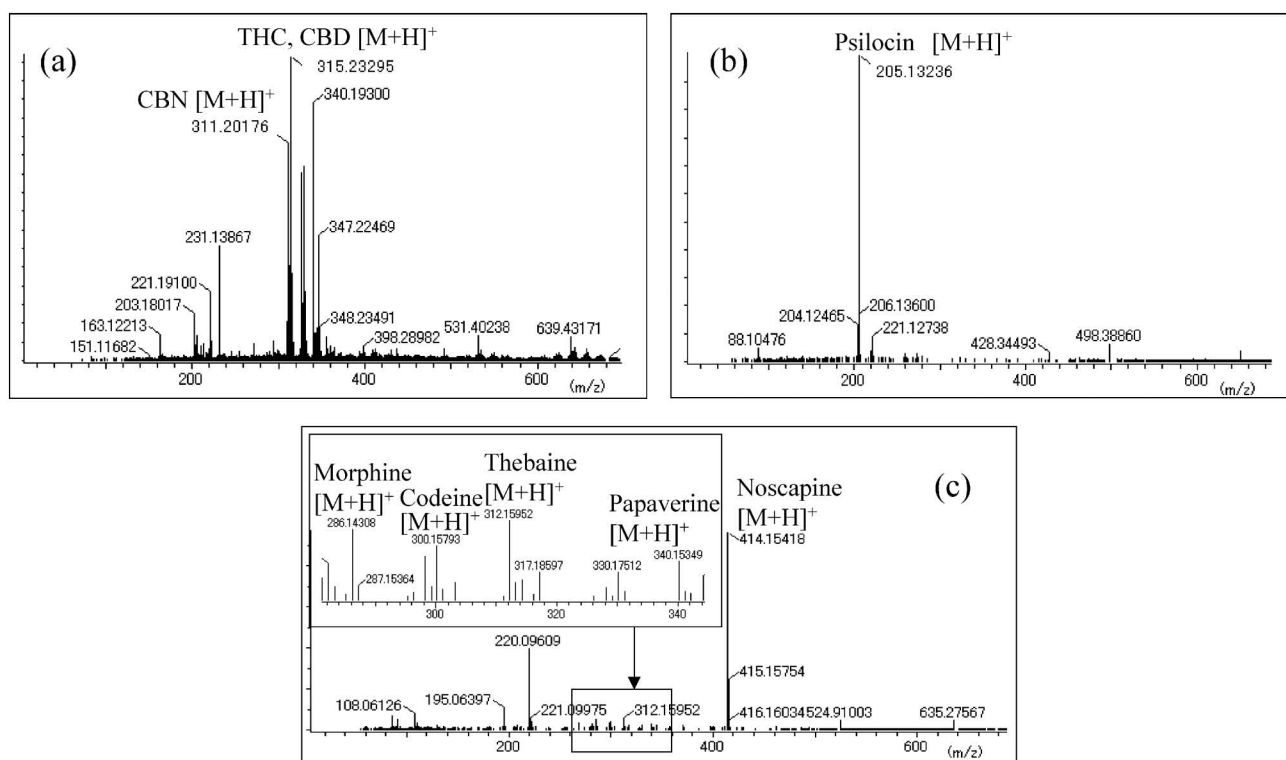 (a)
THC, CBD [M+H]+
315.23295
340.19300
CBN [M+H]+
311.20176
347.22469
231.13867
221.19100
203.18017
348.23491
163.12213
398.28982
531.40238
639.43171
151.11682
200
400
600
(m/z)
(b)
Psilocin [M+H]+
205.13236
204.12465
206.13600
221.12738
88.10476
428.34493
498.38860
200
400
600
(m/z)
(c)
Morphine
[M+H]+
286.14308
287.15364
Codeine
[M+H]+
300.15793
Thebaine
[M+H]+
312.15952
317.18597
Papaverine
[M+H]+
330.17512
340.15349
300
320
340
Noscapine
[M+H]+
414.15418
220.09609
415.15754
195.06397
108.06126
221.09975
312.15952
416.16034
524.91003
635.27567
200
400
600
(m/z)